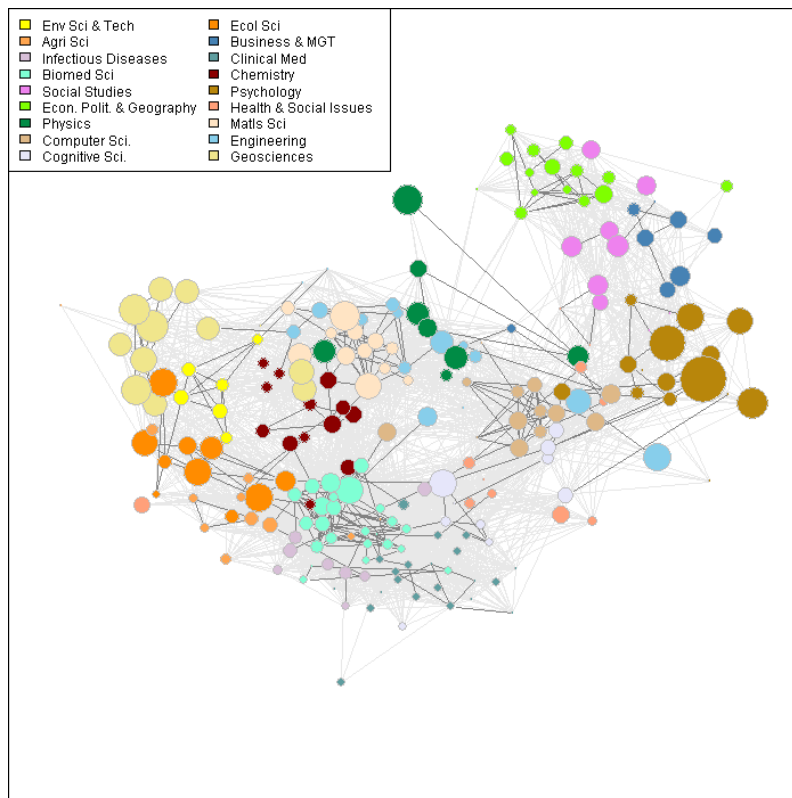 Env Sci & Tech
Agri Sci
Infectious Diseases
Biomed Sci
Social Studies
Econ. Polit. & Geography
Physics
Computer Sci.
Cognitive Sci.
Ecol Sci
Business & MGT
Clinical Med
Chemistry
Psychology
Health & Social Issues
Matls Sci
Engineering
Geosciences